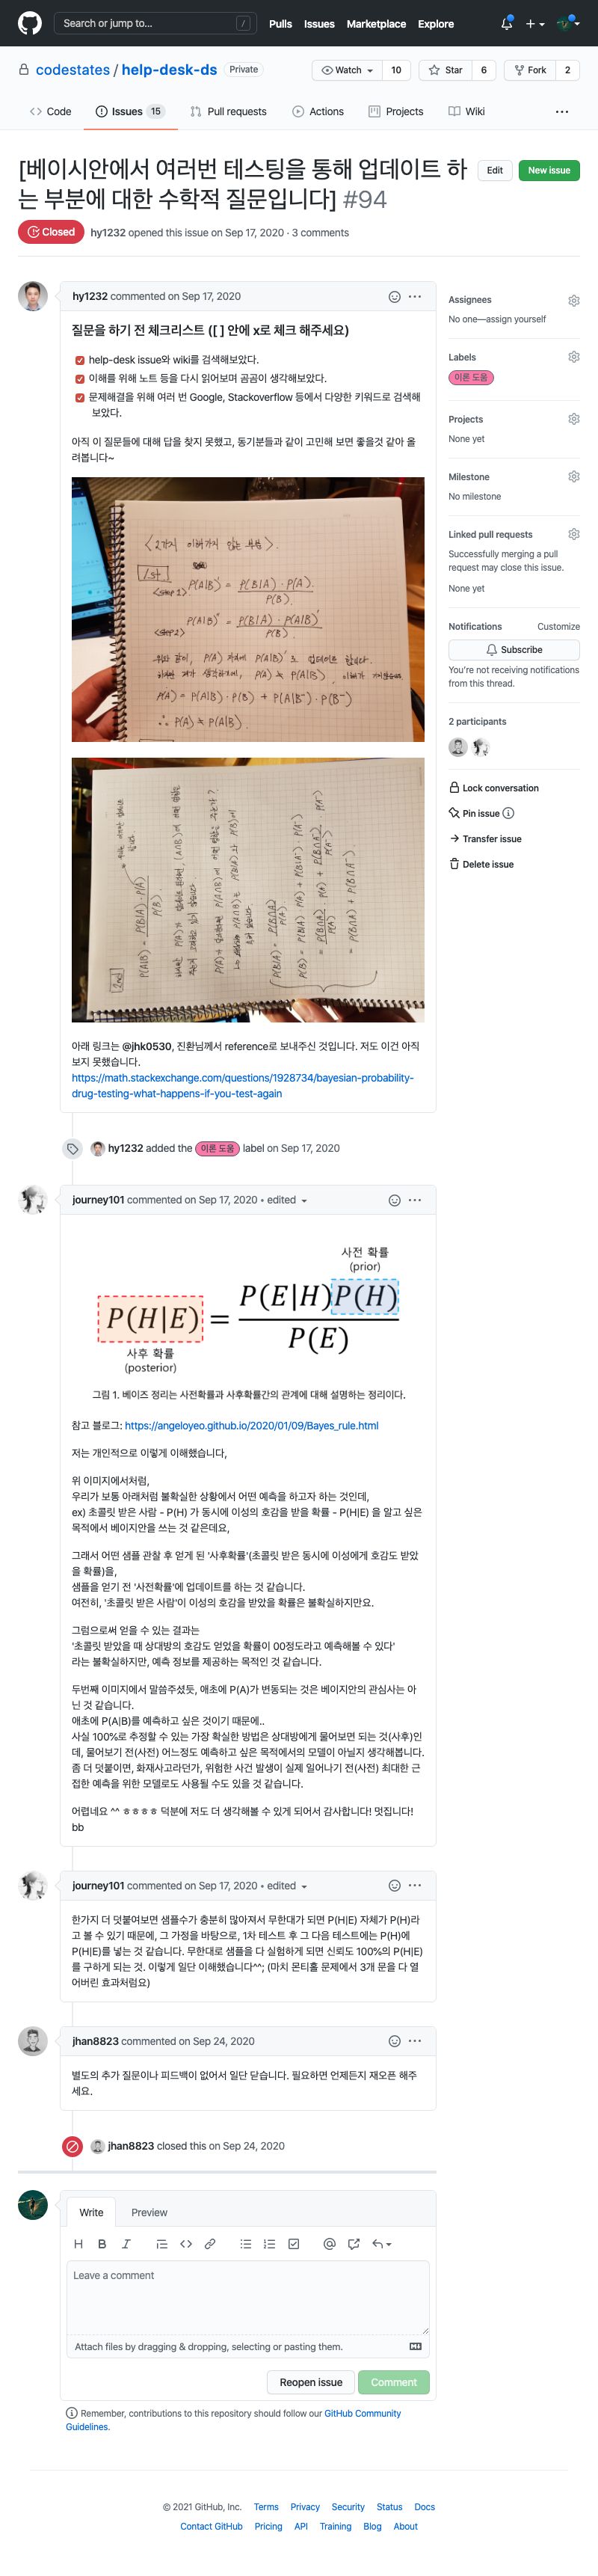 Search or jump to...
/
Pulls
Issues
Marketplace
Explore
codestates / help-desk-ds
Private
Watch
10
Star
6
Fork
2
Code
Issues 15
Pull requests
Actions
Projects
Wiki
[베이시안에서 여러번 테스팅을 통해 업데이트 하
는 부분에 대한 수학적 질문입니다] #94
Edit
New issue
Closed
hy1232 opened this issue on Sep 17, 2020 · 3 comments
hy1232 commented on Sep 17, 2020
질문을 하기 전 체크리스트 ([ ] 안에 x로 체크 해주세요)
help-desk issue와 wiki를 검색해보았다.
이해를 위해 노트 등을 다시 읽어보며 곰곰이 생각해보았다.
문제해결을 위해 여러 번 Google, Stackoverflow 등에서 다양한 키워드로 검색해
보았다.
아직 이 질문들에 대해 답을 찾지 못했고, 동기분들과 같이 고민해 보면 좋을것 같아 올
려봅니다~
<2가지 이해가지 않는 부분>
1.st
<step 1> P(A|B)' = P(B|A) · P(A). / P(B).
<step 2> P(A|B)'' = P(B|A) · P(A|B)' / P(B).
∴ P(A) ≠ P(A|B).
2nd
P(A|B) = P(B|A) · P(A) / P(B)
아래 링크는 @jhk0530, 진환님께서 reference로 보내주신 것입니다. 저도 이건 아직
보지 못했습니다.
https://math.stackexchange.com/questions/1928734/bayesian-probability-
drug-testing-what-happens-if-you-test-again
hy1232 added the 이론 도움 label on Sep 17, 2020
journey101 commented on Sep 17, 2020 • edited
사전 확률
(prior)
P(H|E) = P(E|H)P(H) / P(E)
사후 확률
(posterior)
그림 1. 베이즈 정리는 사전확률과 사후확률간의 관계에 대해 설명하는 정리이다.
참고 블로그: https://angeloyeo.github.io/2020/01/09/Bayes_rule.html
저는 개인적으로 이렇게 이해했습니다,
위 이미지에서처럼,
우리가 보통 아래처럼 불확실한 상황에서 어떤 예측을 하고자 하는 것인데,
ex) 초콜릿 받은 사람 - P(H) 가 동시에 이성의 호감을 받을 확률 - P(H|E) 을 알고 싶은
목적에서 베이지안을 쓰는 것 같은데요,
그래서 어떤 샘플 관찰 후 얻게 된 '사후확률'(초콜릿 받은 동시에 이성에게 호감도 받았
을 확률)을,
샘플을 얻기 전 '사전확률'에 업데이트를 하는 것 같습니다.
여전히, '초콜릿 받은 사람'이 이성의 호감을 받았을 확률은 불확실하지만요.
그럼으로써 얻을 수 있는 결과는
'초콜릿 받았을 때 상대방의 호감도 얻었을 확률이 00정도라고 예측해볼 수 있다'
라는 불확실하지만, 예측 정보를 제공하는 목적인 것 같습니다.
두번째 이미지에서 말씀주셨듯, 애초에 P(A)가 변동되는 것은 베이지안의 관심사는 아
닌 것 같습니다.
애초에 P(A|B)를 예측하고 싶은 것이기 때문에..
사실 100%로 추정할 수 있는 가장 확실한 방법은 상대방에게 물어보면 되는 것(사후)인
데, 물어보기 전(사전) 어느정도 예측하고 싶은 목적에서의 모델이 아닐지 생각해봅니다.
좀 더 덧붙이면, 화재사고라던가, 위험한 사건 발생이 실제 일어나기 전(사전) 최대한 근
접한 예측을 위한 모델로도 사용될 수도 있을 것 같습니다.
어렵네요 ^^ ㅎㅎㅎㅎ 덕분에 저도 더 생각해볼 수 있게 되어서 감사합니다! 멋집니다!
bb
journey101 commented on Sep 17, 2020 • edited
한가지 더 덧붙여보면 샘플수가 충분히 많아져서 무한대가 되면 P(H|E) 자체가 P(H)라
고 볼 수 있기 때문에, 그 가정을 바탕으로, 1차 테스트 후 그 다음 테스트에는 P(H)에
P(H|E)를 넣는 것 같습니다. 무한대로 샘플을 다 실험하게 되면 신뢰도 100%의 P(H|E)
를 구하게 되는 것. 이렇게 일단 이해했습니다^^; (마치 몬티홀 문제에서 3개 문을 다 열
어버린 효과처럼요)
jhan8823 commented on Sep 24, 2020
별도의 추가 질문이나 피드백이 없어서 일단 닫습니다. 필요하면 언제든지 재오픈 해주
세요.
jhan8823 closed this on Sep 24, 2020
Write
Preview
Leave a comment
Attach files by dragging & dropping, selecting or pasting them.
Reopen issue
Comment
Remember, contributions to this repository should follow our GitHub Community
Guidelines.
Assignees
No one—assign yourself
Labels
이론 도움
Projects
None yet
Milestone
No milestone
Linked pull requests
Successfully merging a pull
request may close this issue.
None yet
Notifications
Customize
Subscribe
You're not receiving notifications
from this thread.
2 participants
Lock conversation
Pin issue
Transfer issue
Delete issue
© 2021 GitHub, Inc.
Terms
Privacy
Security
Status
Docs
Contact GitHub
Pricing
API
Training
Blog
About